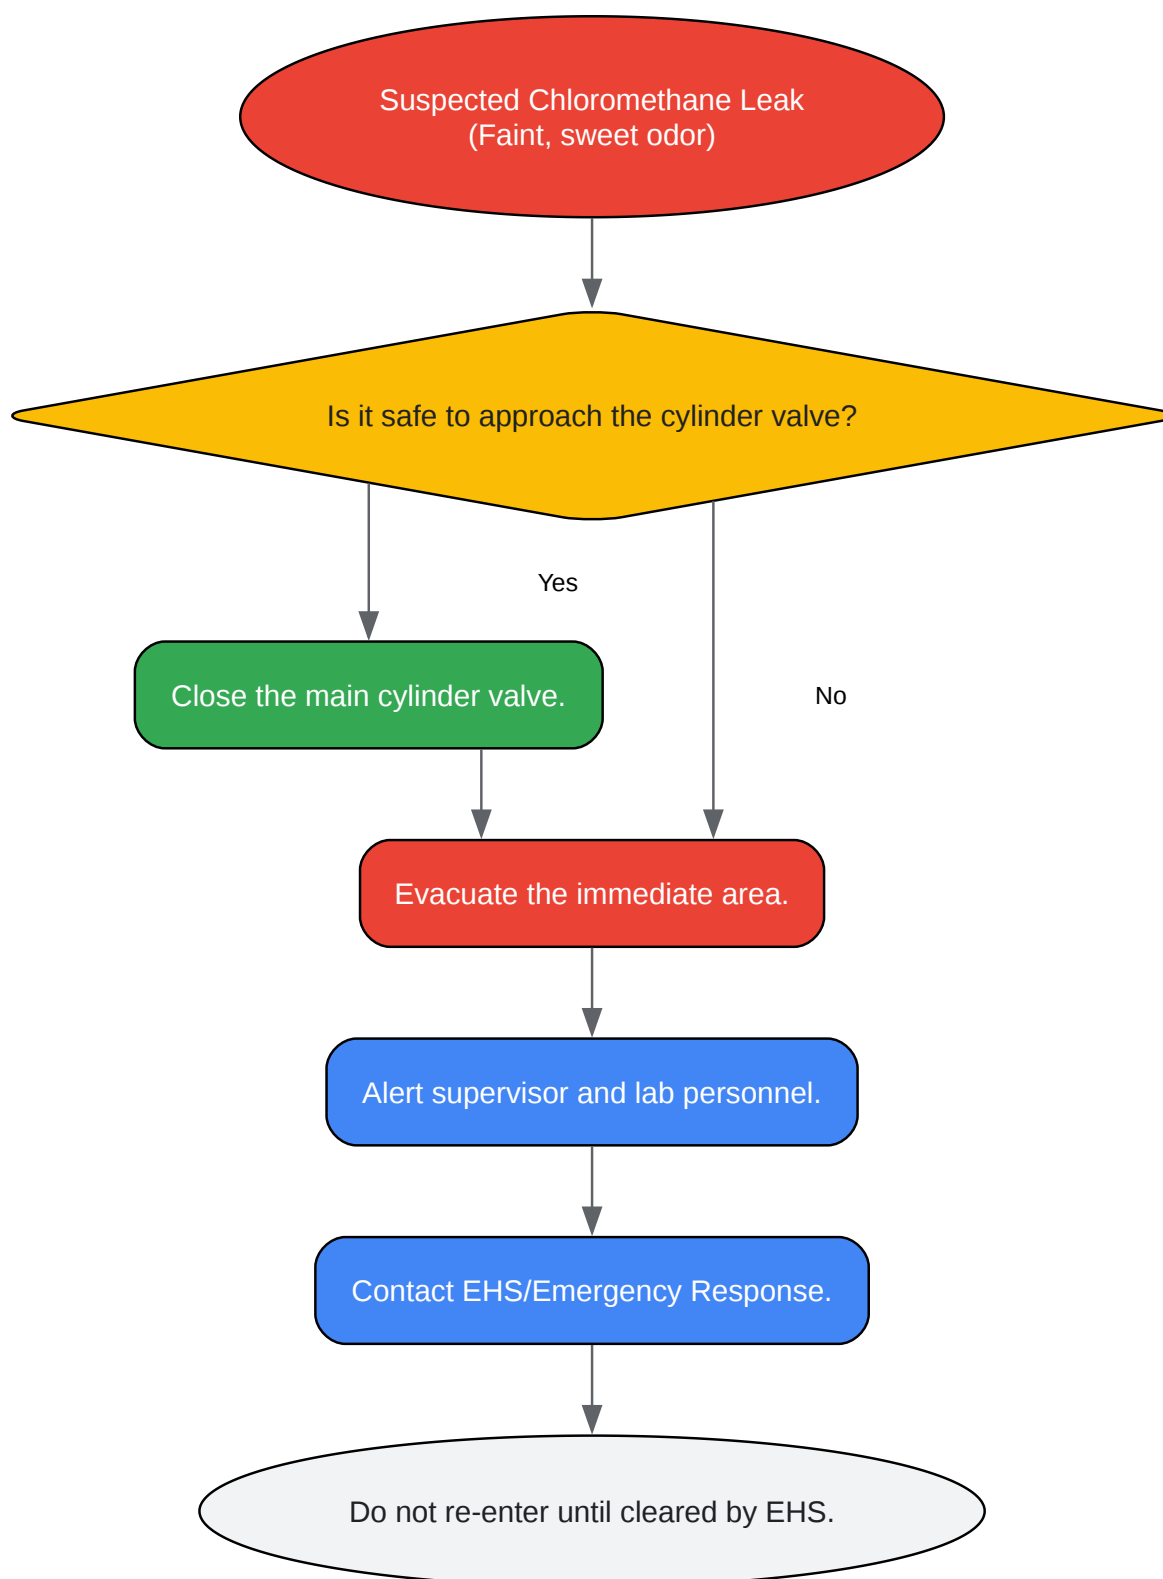 Suspected Chloromethane Leak
(Faint, sweet odor)
Is it safe to approach the cylinder valve?
Yes
Close the main cylinder valve.
No
Evacuate the immediate area.
Alert supervisor and lab personnel.
Contact EHS/Emergency Response.
Do not re-enter until cleared by EHS.